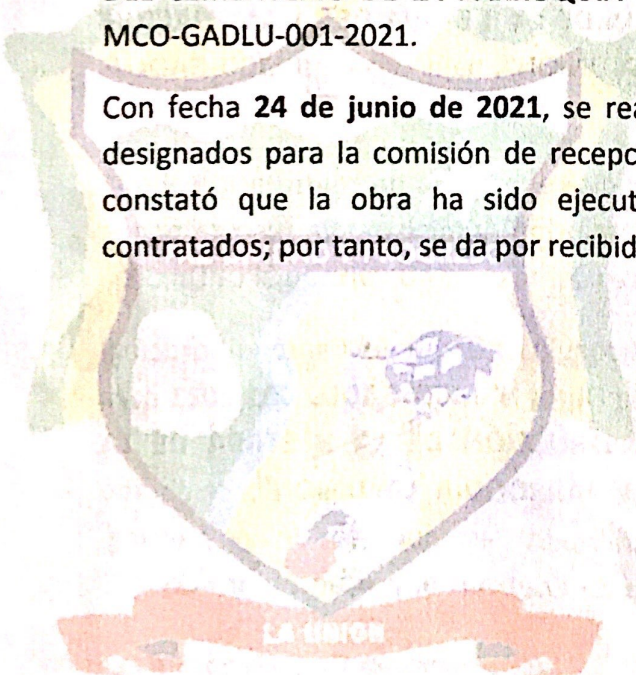 MCO-GADLU-001-2021.
Con fecha 24 de junio de 2021, se rea
designados para la comisión de recepc
constató que la obra ha sido ejecut
contratados; por tanto, se da por recibid
LA UNION